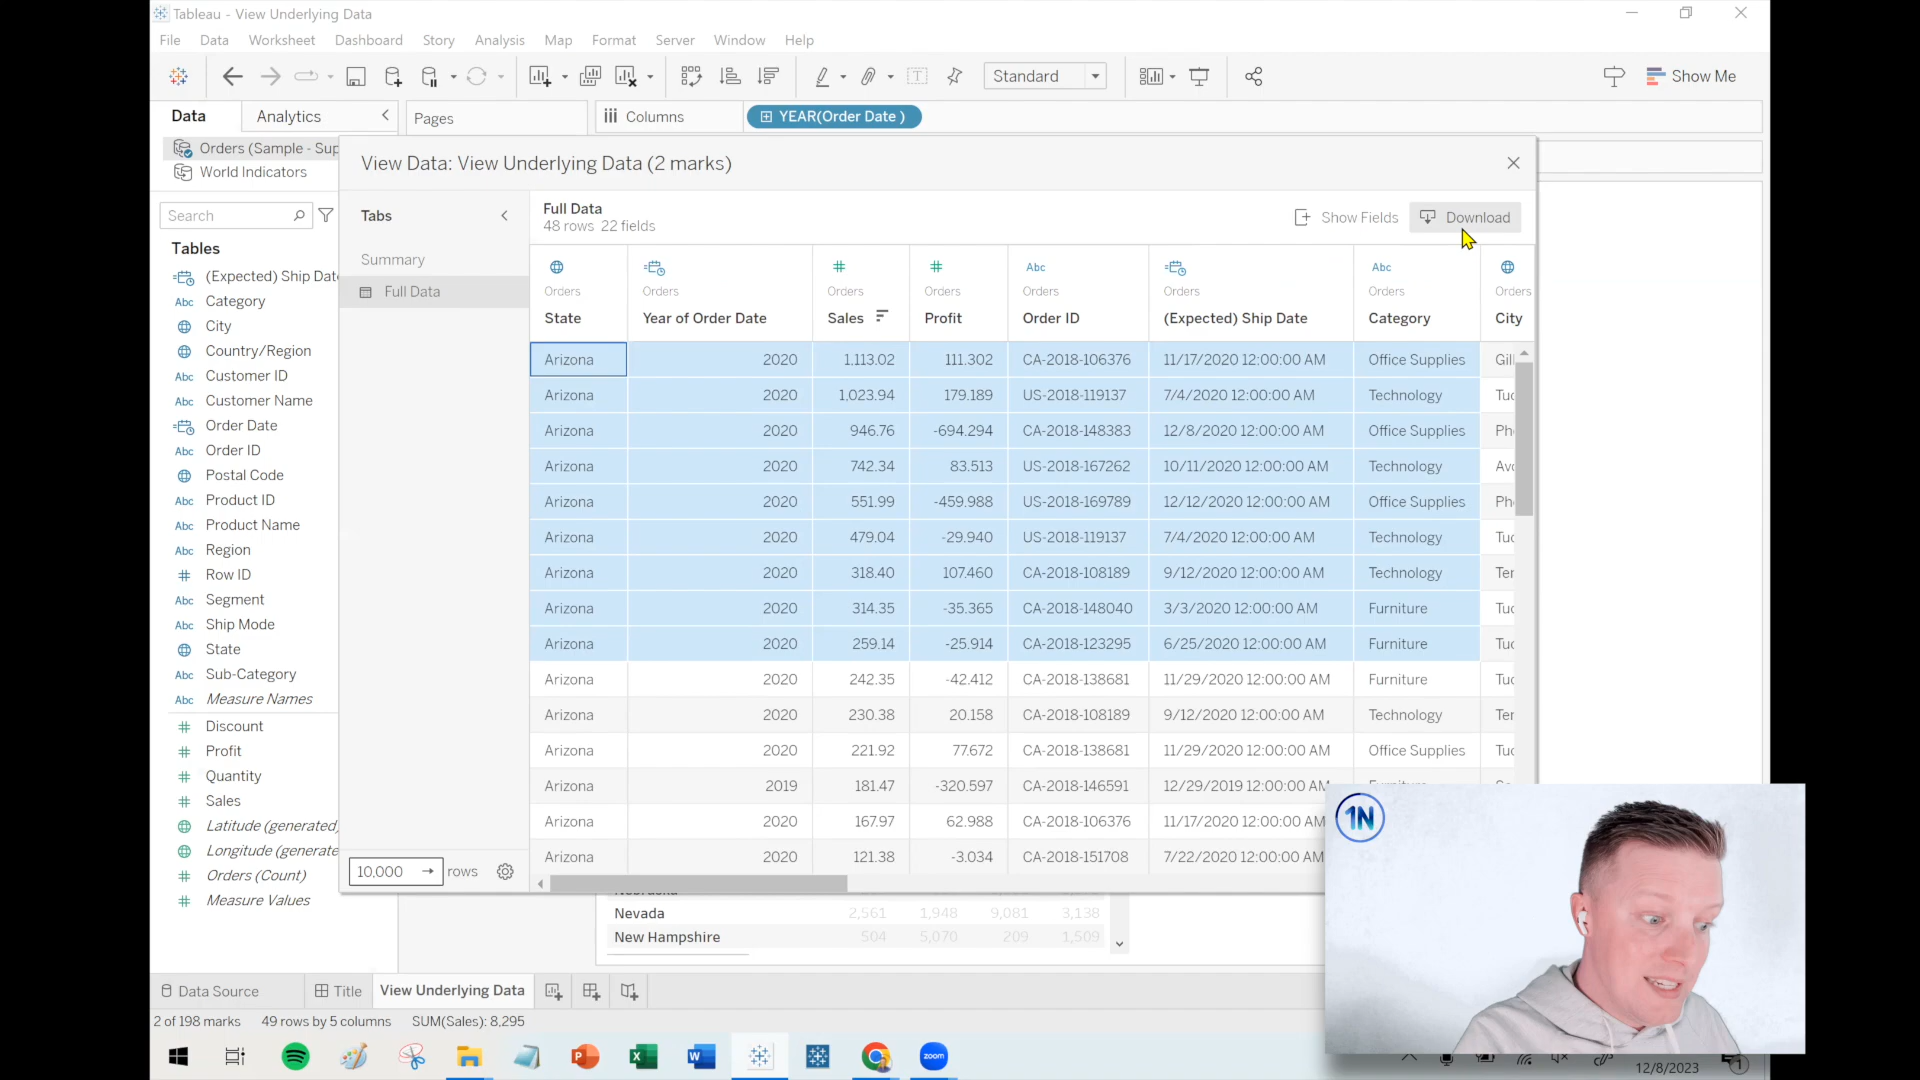 Tableau - View Underlying Data
File Data Worksheet Dashboard Story Analysis Map Format Server Window Help
Standard
Show Me
Data Analytics
Pages
Columns
YEAR(Order Date )
Orders (Sample - Sup
World Indicators
Search
Tables
(Expected) Ship Date
Category
City
Country/Region
Customer ID
Customer Name
Order Date
Order ID
Postal Code
Product ID
Product Name
Region
Row ID
Segment
Ship Mode
State
Sub-Category
Measure Names
Discount
Profit
Quantity
Sales
Latitude (generated)
Longitude (generate
Orders (Count)
Measure Values
View Data: View Underlying Data (2 marks)
Tabs
Summary
Full Data
10,000 rows
Full Data
48 rows 22 fields
Show Fields
Download
Abc Abc
Orders Orders Orders Orders Orders Orders Orders Orders
State Year of Order Date Sales Profit Order ID (Expected) Ship Date Category City
Arizona 2020 1,113.02 111.302 CA-2018-106376 11/17/2020 12:00:00 AM Office Supplies Gil
Arizona 2020 1,023.94 179.189 US-2018-119137 7/4/2020 12:00:00 AM Technology Tuc
Arizona 2020 946.76 -694.294 CA-2018-148383 12/8/2020 12:00:00 AM Office Supplies Ph
Arizona 2020 742.34 83.513 US-2018-167262 10/11/2020 12:00:00 AM Technology Avo
Arizona 2020 551.99 -459.988 US-2018-169789 12/12/2020 12:00:00 AM Office Supplies Ph
Arizona 2020 479.04 -29.940 US-2018-119137 7/4/2020 12:00:00 AM Technology Tuc
Arizona 2020 318.40 107.460 CA-2018-108189 9/12/2020 12:00:00 AM Technology Ter
Arizona 2020 314.35 -35.365 CA-2018-148040 3/3/2020 12:00:00 AM Furniture Tuc
Arizona 2020 259.14 -25.914 CA-2018-123295 6/25/2020 12:00:00 AM Furniture Tuc
Arizona 2020 242.35 -42.412 CA-2018-138681 11/29/2020 12:00:00 AM Furniture Tuc
Arizona 2020 230.38 20.158 CA-2018-108189 9/12/2020 12:00:00 AM Technology Ter
Arizona 2020 221.92 77.672 CA-2018-138681 11/29/2020 12:00:00 AM Office Supplies Tuc
Arizona 2019 181.47 -320.597 CA-2018-146591 12/29/2019 12:00:00 AM
Arizona 2020 167.97 62.988 CA-2018-106376 11/17/2020 12:00:00 AM
Arizona 2020 121.38 -3.034 CA-2018-151708 7/22/2020 12:00:00 AM
Nevada 2,561 1,948 9,081 3,138
New Hampshire 504 5,070 209 1,509
1N
Data Source Title View Underlying Data
2 of 198 marks 49 rows by 5 columns SUM(Sales): 8,295
zoom
12/8/2023
1